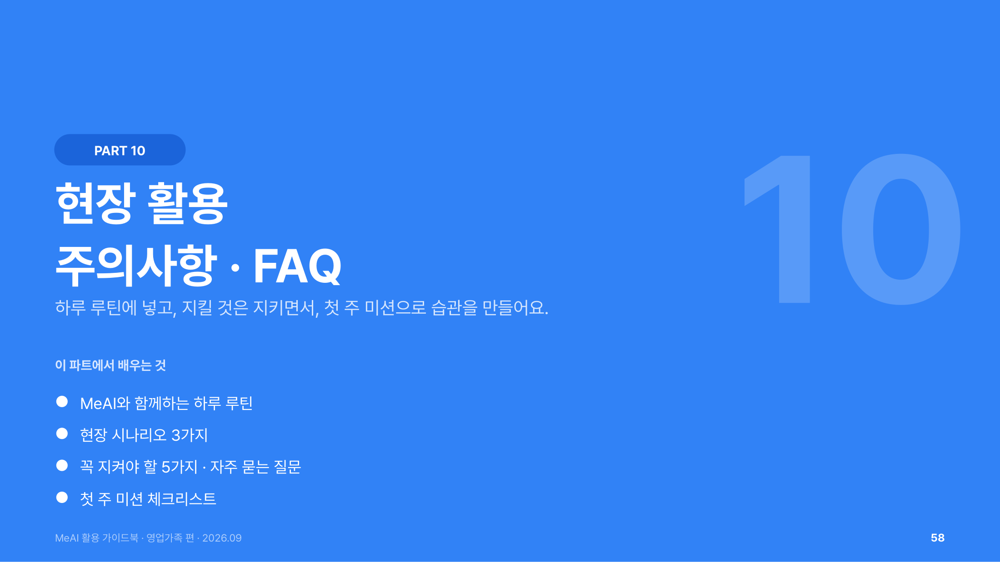 PART 10
10
현장 활용
주의사항 · FAQ
하루 루틴에 넣고, 지킬 것은 지키면서, 첫 주 미션으로 습관을 만들어요.
이 파트에서 배우는 것
● MeAI와 함께하는 하루 루틴
● 현장 시나리오 3가지
● 꼭 지켜야 할 5가지 · 자주 묻는 질문
● 첫 주 미션 체크리스트
MeAI 활용 가이드북 · 영업가족 편 · 2026.09
58